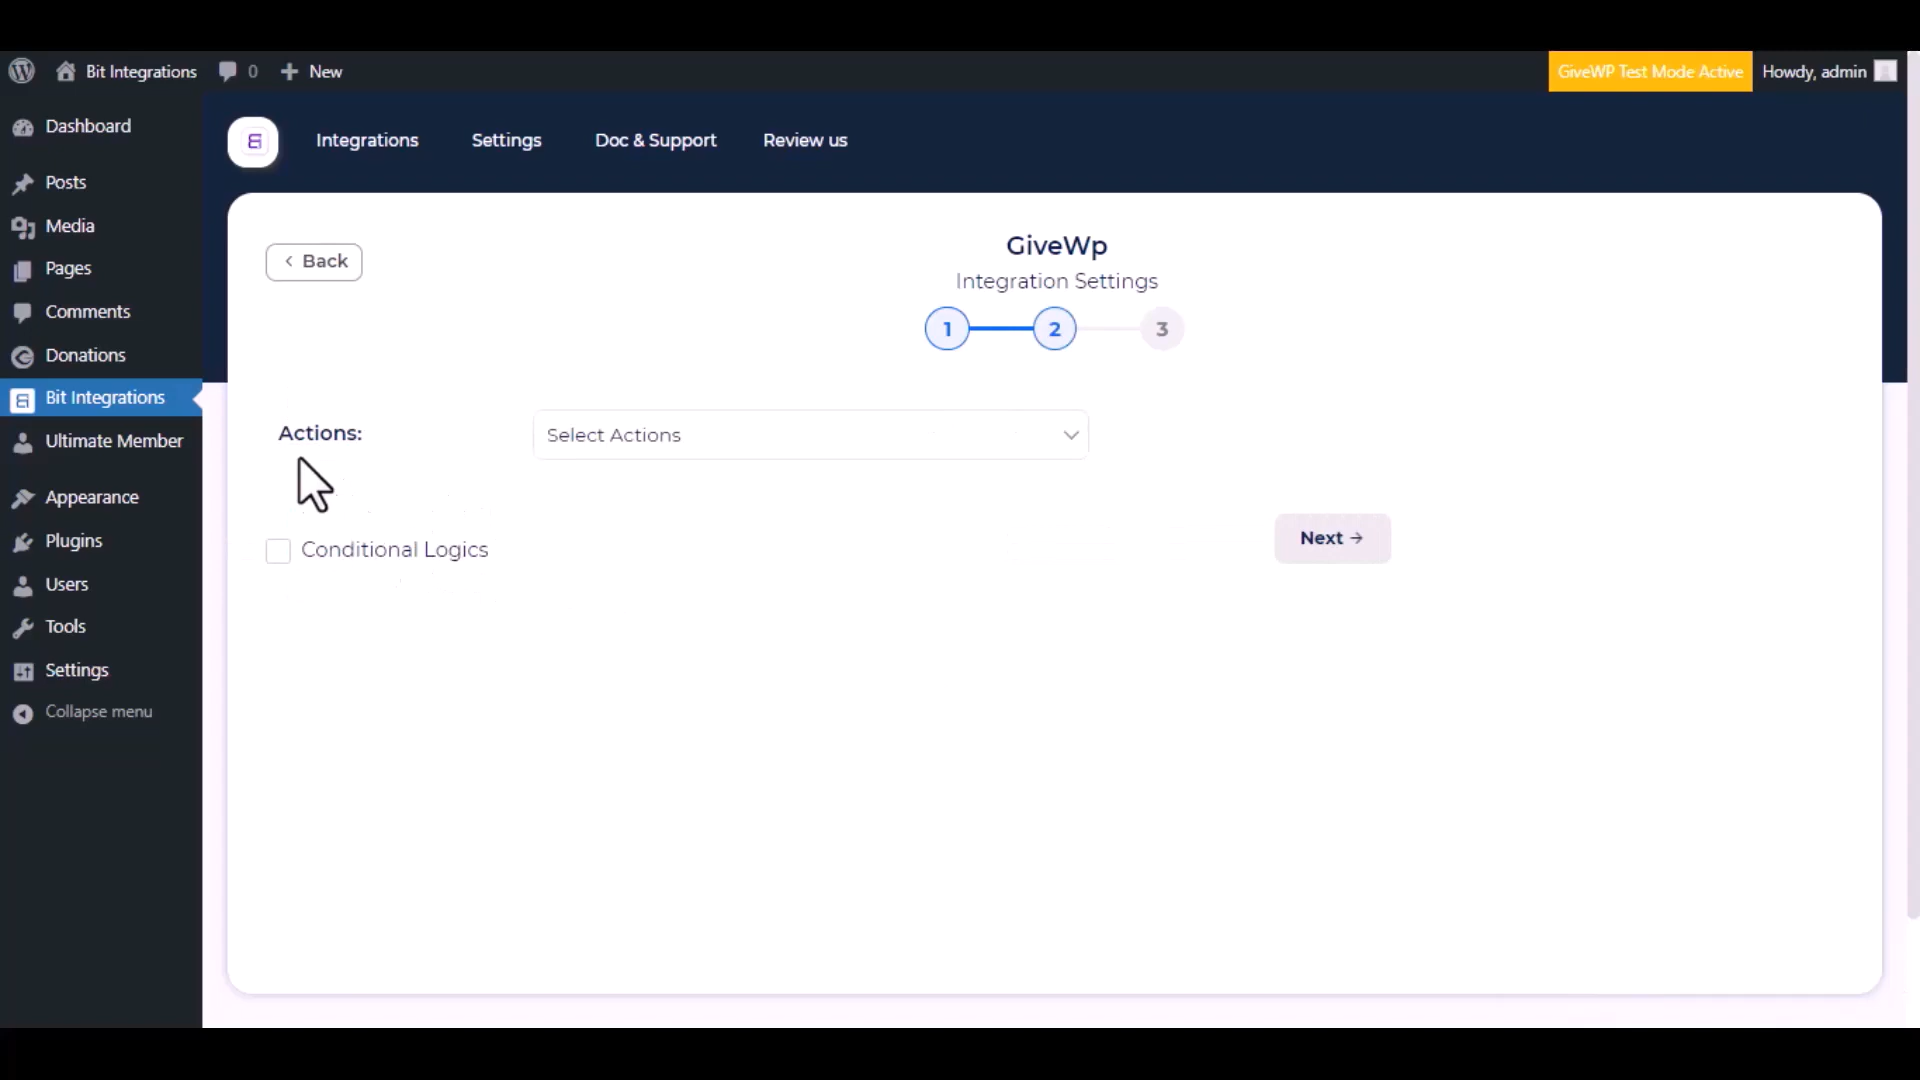 Bit Integrations
0
New
GiveWP Test Mode Active
Howdy, admin
Dashboard
Posts
Media
Pages
Comments
Donations
Bit Integrations
Ultimate Member
Appearance
Plugins
Users
Tools
Settings
Collapse menu
Integrations
Settings
Doc & Support
Review us
Back
GiveWp
Integration Settings
1
2
3
Actions:
Select Actions
Conditional Logics
Next